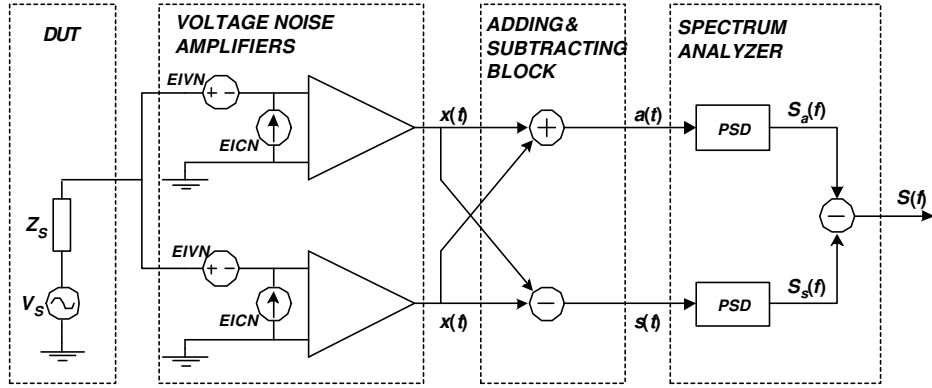 DUT
VOLTAGE NOISE
AMPLIFIERS
ADDING &
SUBTRACTING
BLOCK
SPECTRUM
ANALYZER
EIVN
+ -
EICN
x(t)
+
a(t)
PSD
Sa(f)
ZS
VS
−
S(f)
EIVN
+ -
EICN
x(t)
−
s(t)
PSD
Ss(f)